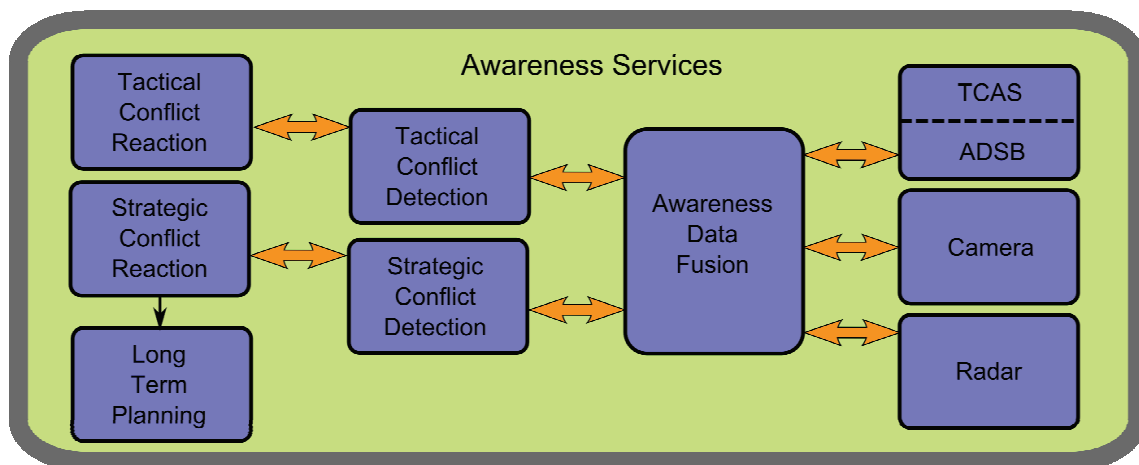 Awareness Services
Tactical
Conflict
Reaction
Strategic
Conflict
Reaction
Long
Term
Planning
Tactical
Conflict
Detection
Strategic
Conflict
Detection
Awareness
Data
Fusion
TCAS
ADSB
Camera
Radar